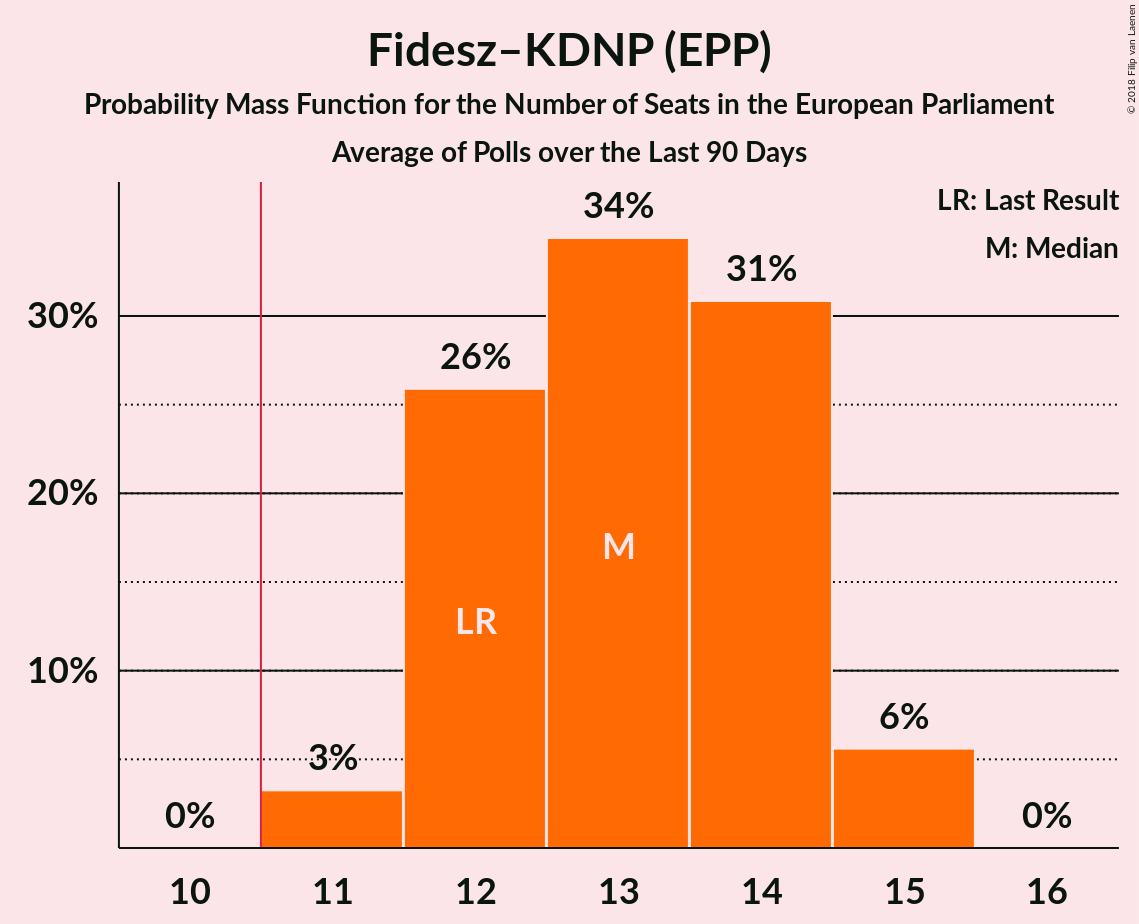 Fidesz–KDNP (EPP)
Probability Mass Function for the Number of Seats in the European Parliament
Average of Polls over the Last 90 Days
© 2018 Filip van Laenen
LR: Last Result
M: Median
34%
31%
30%
26%
20%
M
LR
10%
6%
3%
0%
0%
10 11 12 13 14 15 16